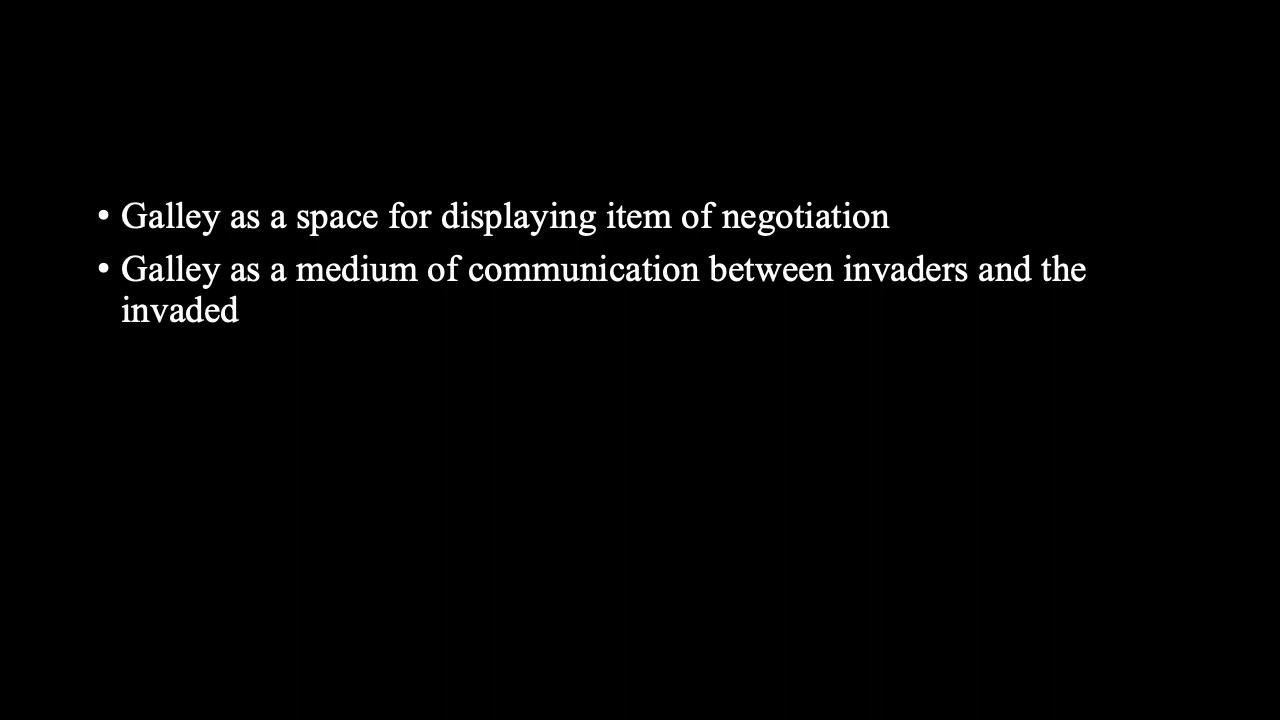 • Galley as a space for displaying item of negotiation
• Galley as a medium of communication between invaders and the
invaded